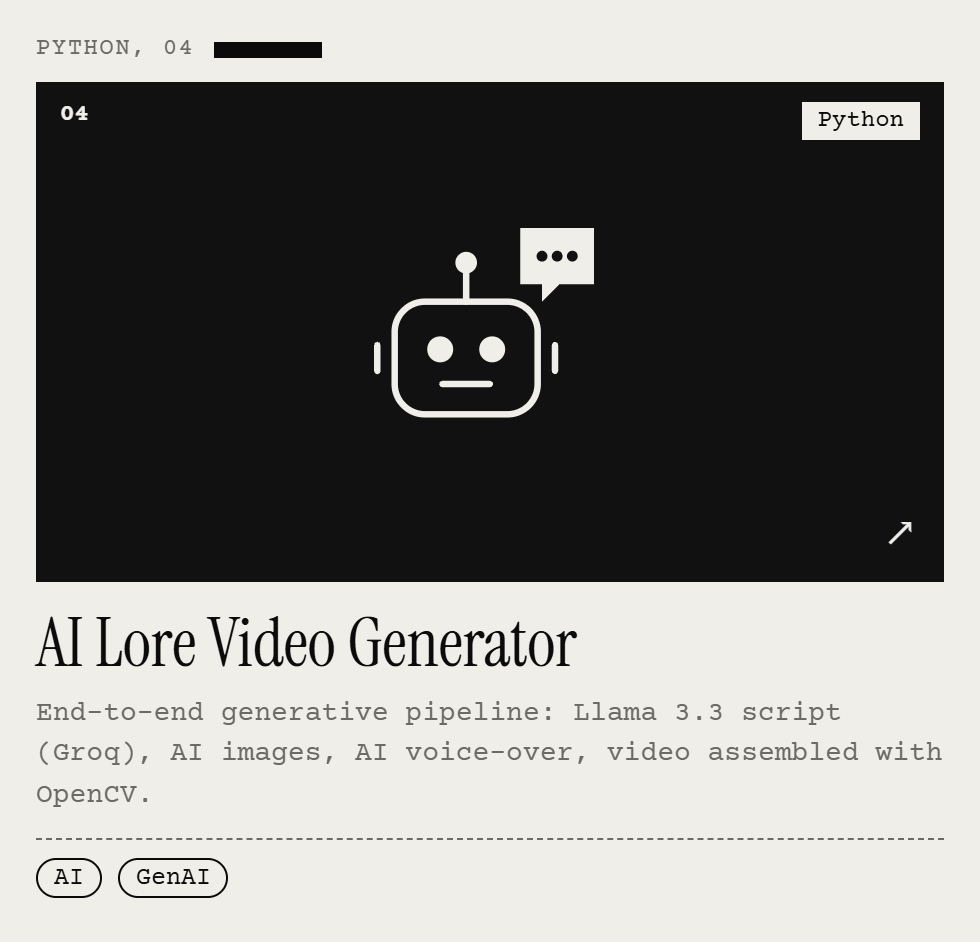 PYTHON, 04
04
Python
↗
AI Lore Video Generator
End-to-end generative pipeline: Llama 3.3 script
(Groq), AI images, AI voice-over, video assembled with
OpenCV.
AI
GenAI